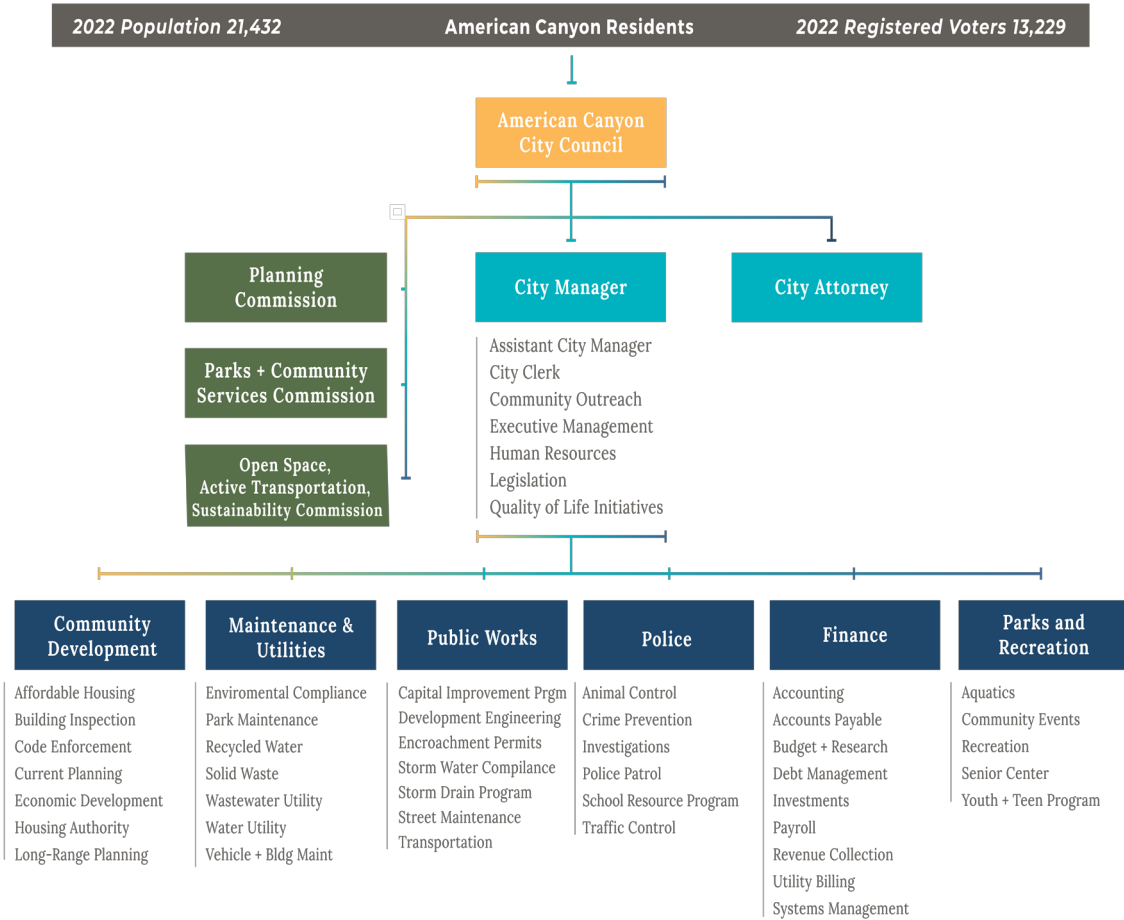 2022 Population 21,432
American Canyon Residents
2022 Registered Voters 13,229
American Canyon
City Council
Planning
Commission
City Manager
City Attorney
Parks + Community
Services Commission
Open Space,
Active Transportation,
Sustainability Commission
Assistant City Manager
City Clerk
Community Outreach
Executive Management
Human Resources
Legislation
Quality of Life Initiatives
Community
Development
Affordable Housing
Building Inspection
Code Enforcement
Current Planning
Economic Development
Housing Authority
Long-Range Planning
Maintenance &
Utilities
Enviromental Compliance
Park Maintenance
Recycled Water
Solid Waste
Wastewater Utility
Water Utility
Vehicle + Bldg Maint
Public Works
Capital Improvement Prgm
Development Engineering
Encroachment Permits
Storm Water Compilance
Storm Drain Program
Street Maintenance
Transportation
Police
Animal Control
Crime Prevention
Investigations
Police Patrol
School Resource Program
Traffic Control
Finance
Accounting
Accounts Payable
Budget + Research
Debt Management
Investments
Payroll
Revenue Collection
Utility Billing
Systems Management
Parks and
Recreation
Aquatics
Community Events
Recreation
Senior Center
Youth + Teen Program